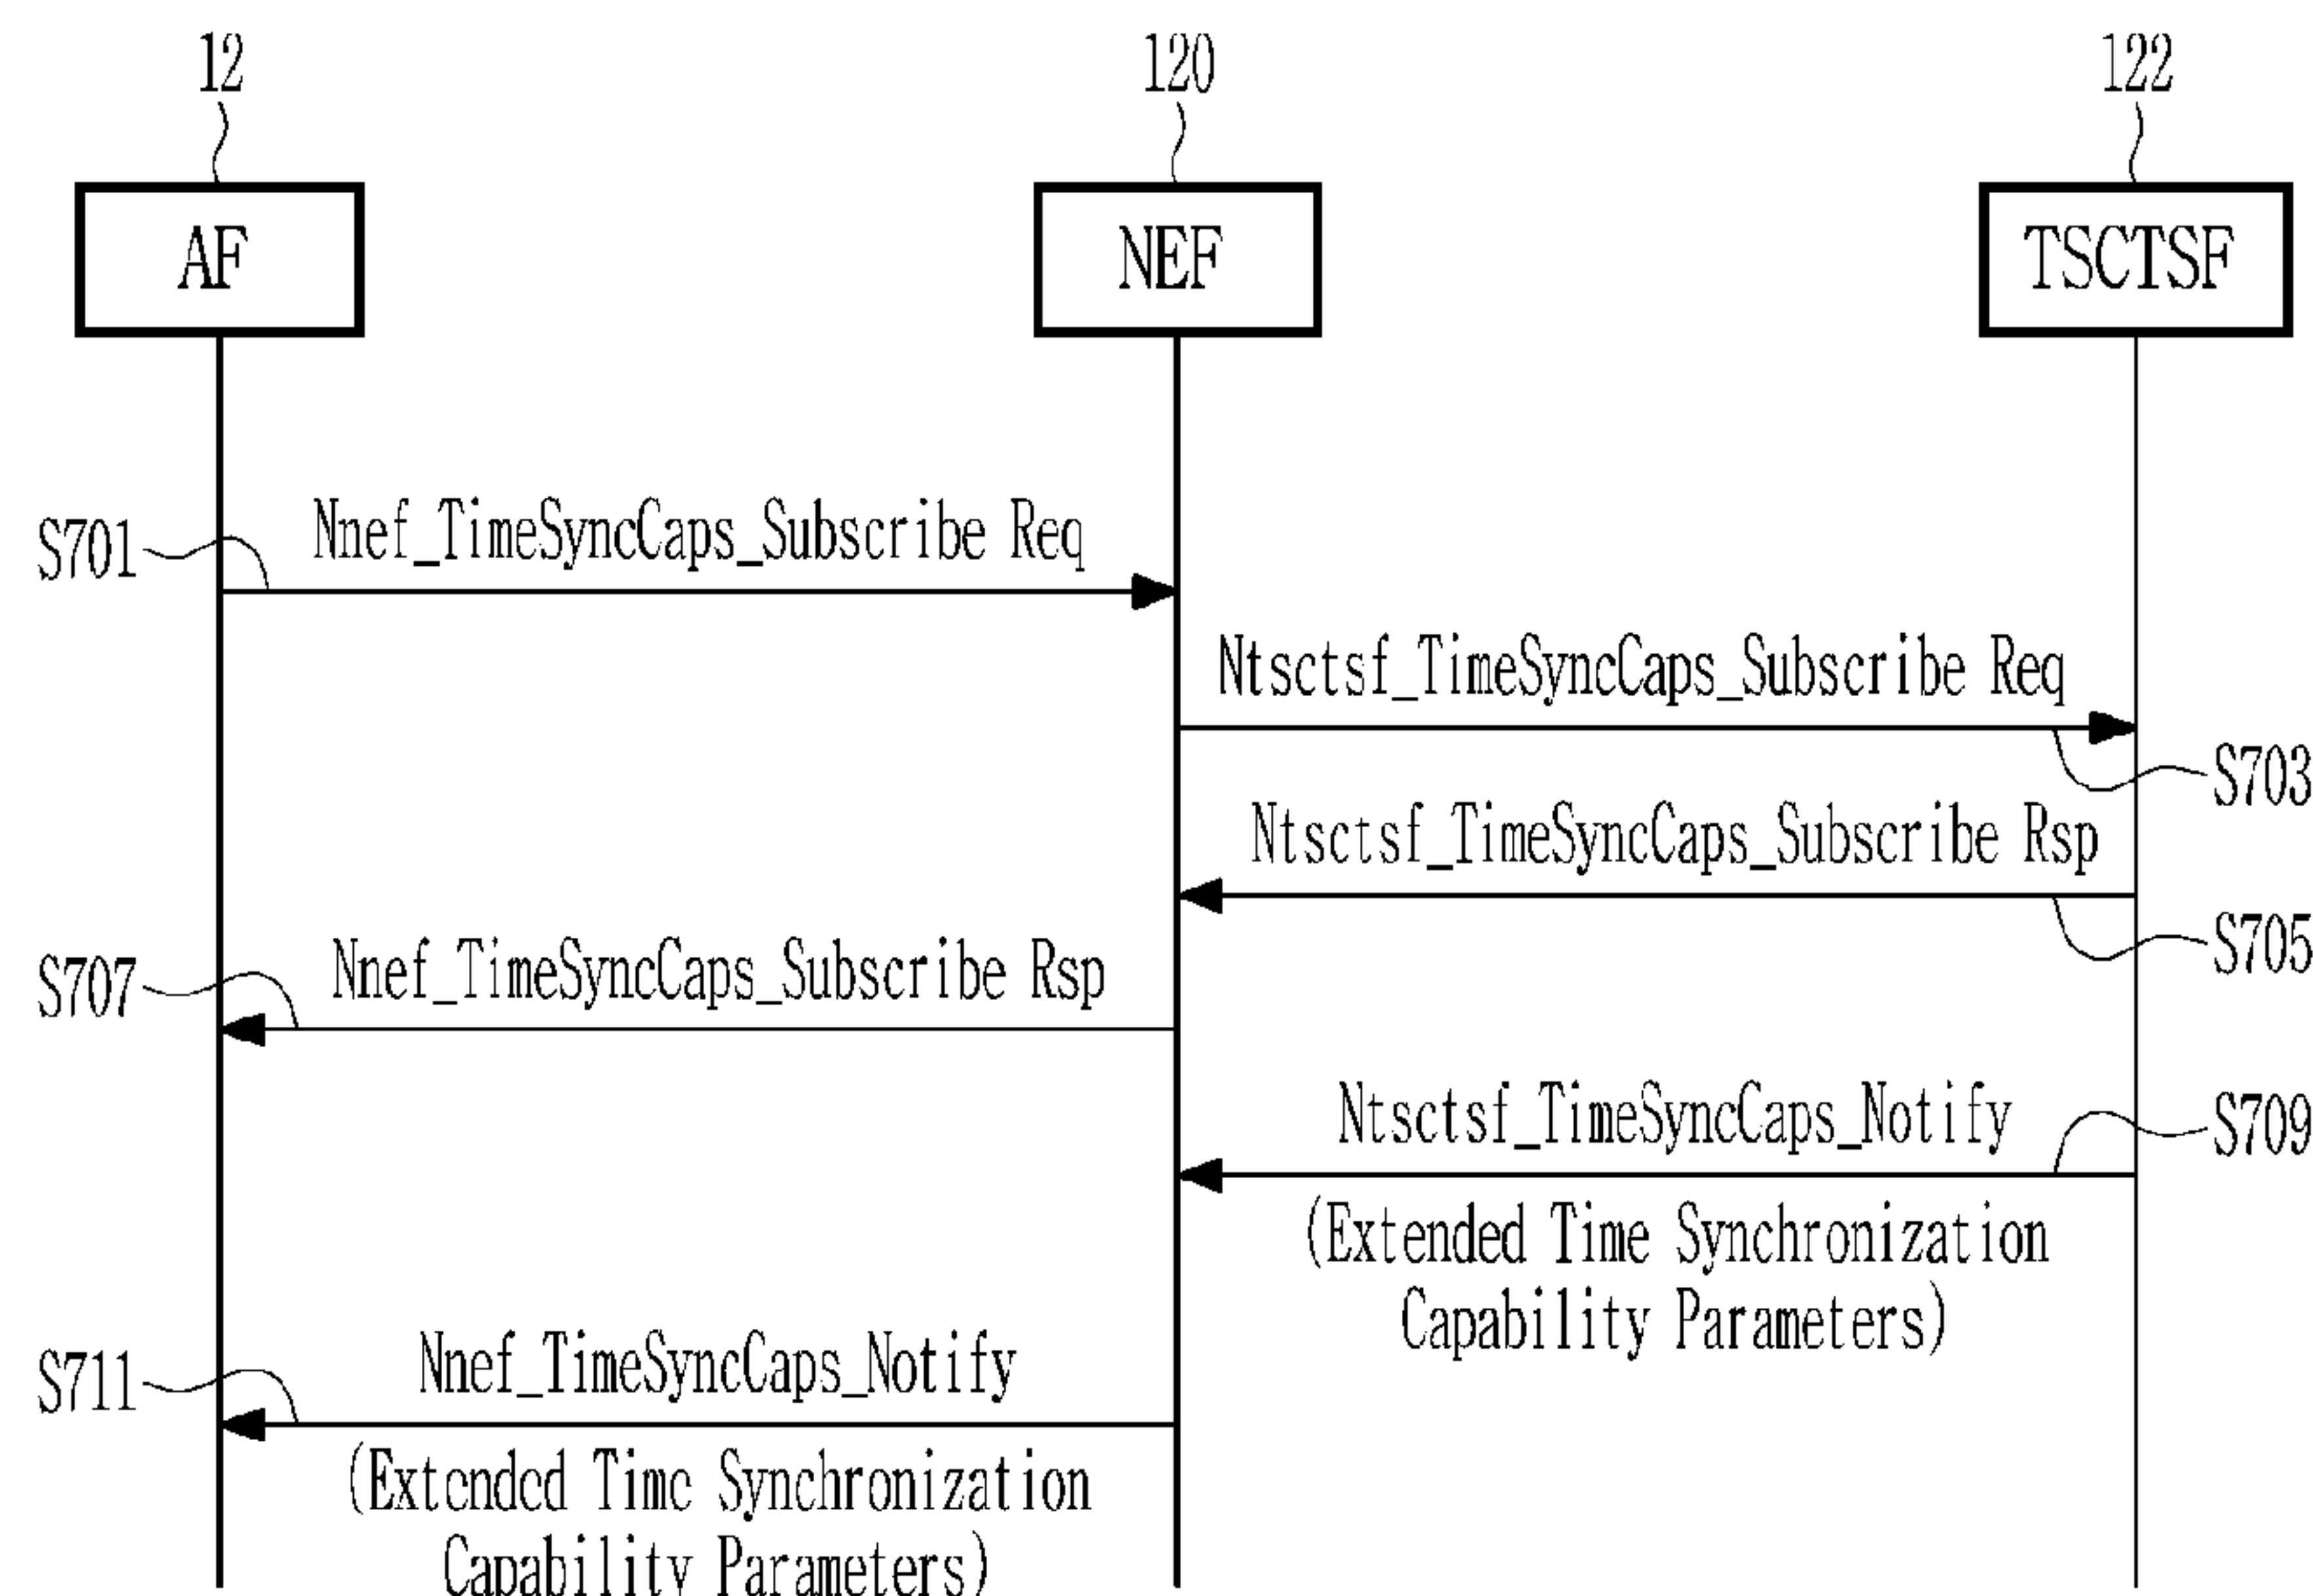 12
120
122
AF
NEF
TSCTSF
S701
Nnef_TimeSyncCaps_Subscribe Req
Ntsctsf_TimeSyncCaps_Subscribe Req
S703
Ntsctsf_TimeSyncCaps_Subscribe Rsp
S705
S707
Nnef_TimeSyncCaps_Subscribe Rsp
Ntsctsf_TimeSyncCaps_Notify
S709
(Extended Time Synchronization
Capability Parameters)
S711
Nnef_TimeSyncCaps_Notify
(Extended Time Synchronization
Capability Parameters)